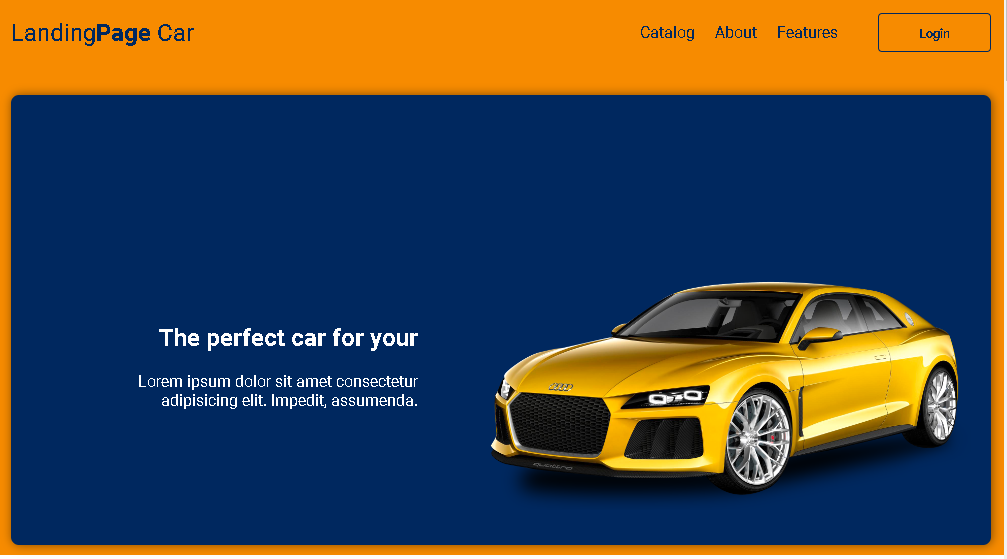 LandingPage Car
Catalog About Features Login
The perfect car for your
Lorem ipsum dolor sit amet consectetur
adipisicing elit. Impedit, assumenda.
quattro